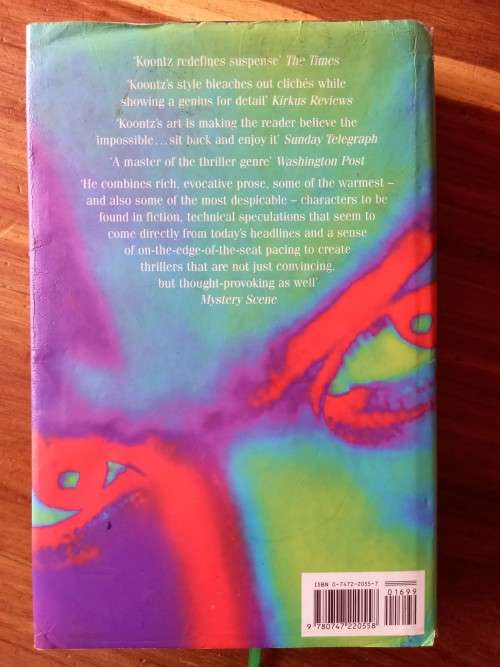 ‘Koontz redefines suspense’ The Times
‘Koontz’s style bleaches out clichés while
showing a genius for detail’ Kirkus Reviews
‘Koontz’s art is making the reader believe the
impossible...sit back and enjoy it’ Sunday Telegraph
‘A master of the thriller genre’ Washington Post
‘He combines rich, evocative prose, some of the warmest –
and also some of the most despicable – characters to be
found in fiction, technical speculations that seem to
come directly from today’s headlines and a sense
of on-the-edge-of-the-seat pacing to create
thrillers that are not just convincing,
but thought-provoking as well’
Mystery Scene
ISBN 0-7472-2055-7
01699
9 780747 220558